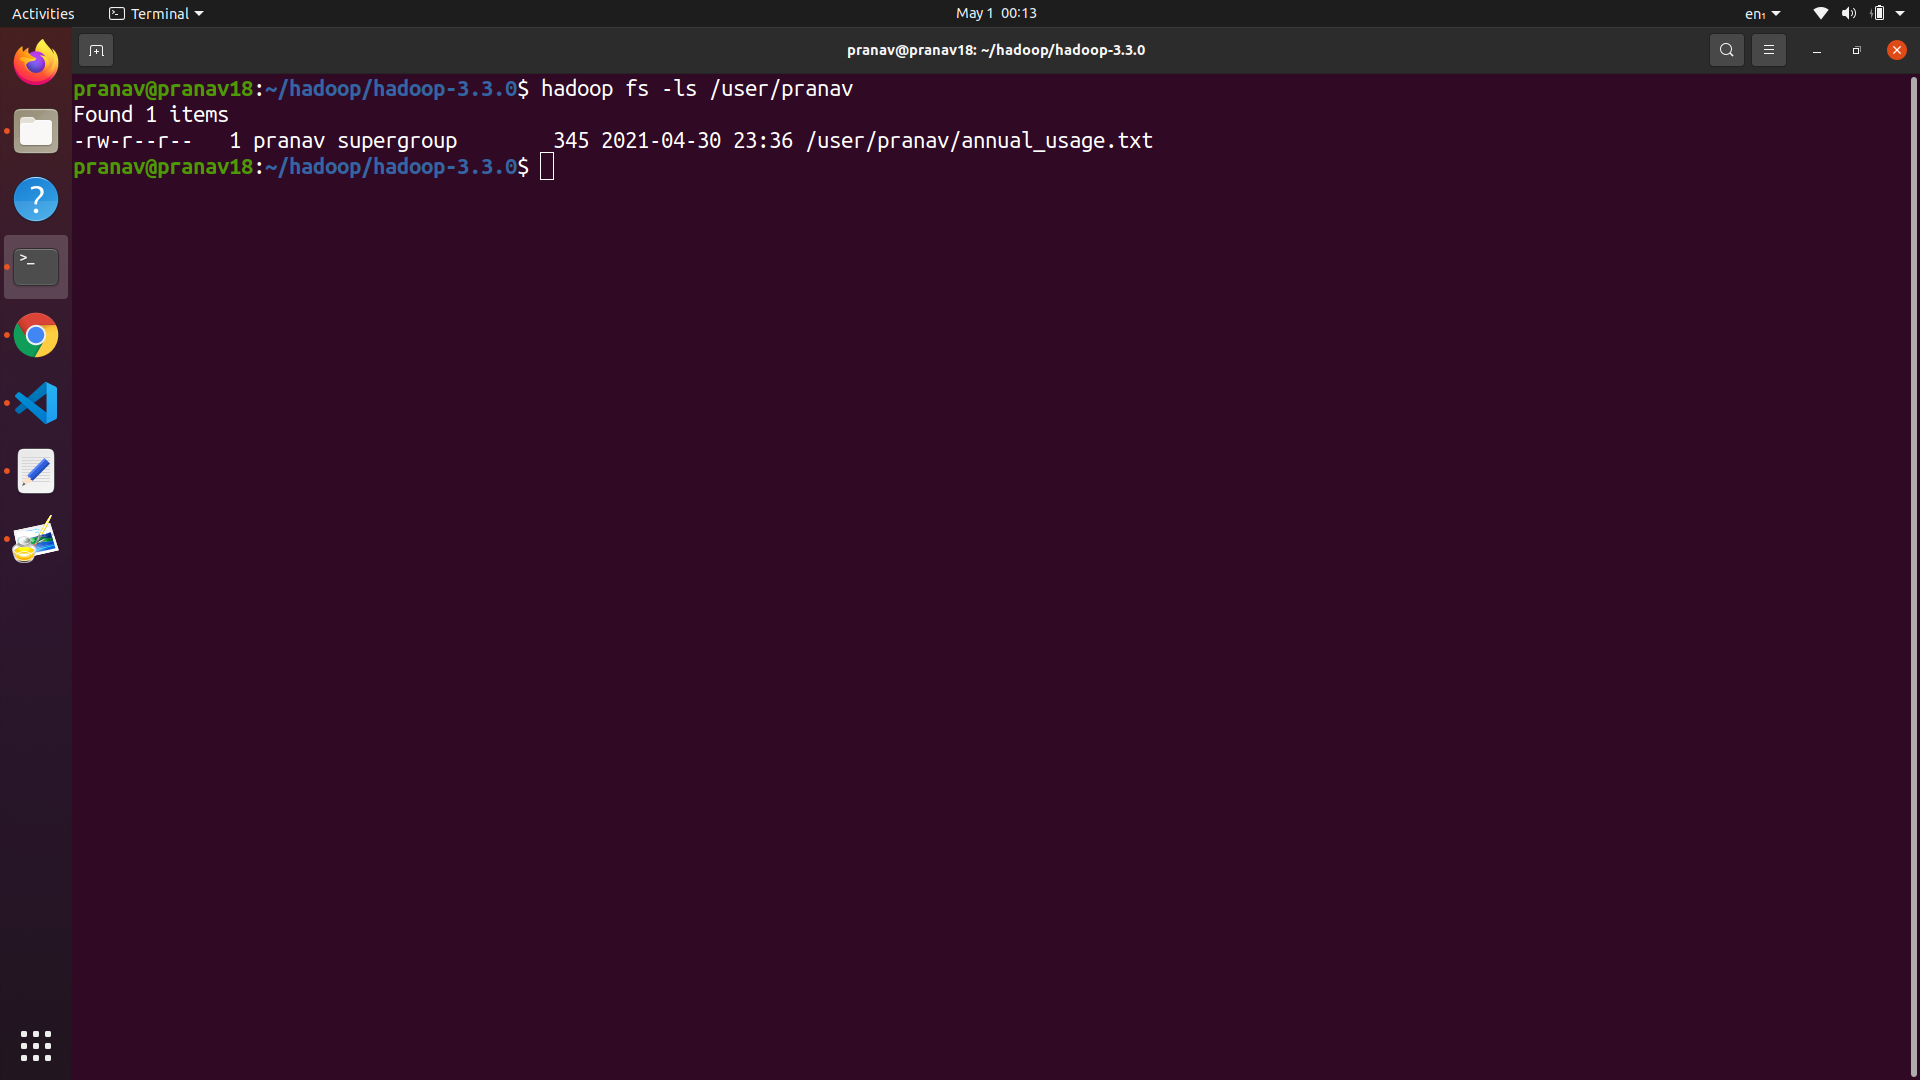 Activities Terminal May 1 00:13 en₁
pranav@pranav18: ~/hadoop/hadoop-3.3.0
pranav@pranav18:~/hadoop/hadoop-3.3.0$ hadoop fs -ls /user/pranav
Found 1 items
-rw-r--r--   1 pranav supergroup        345 2021-04-30 23:36 /user/pranav/annual_usage.txt
pranav@pranav18:~/hadoop/hadoop-3.3.0$